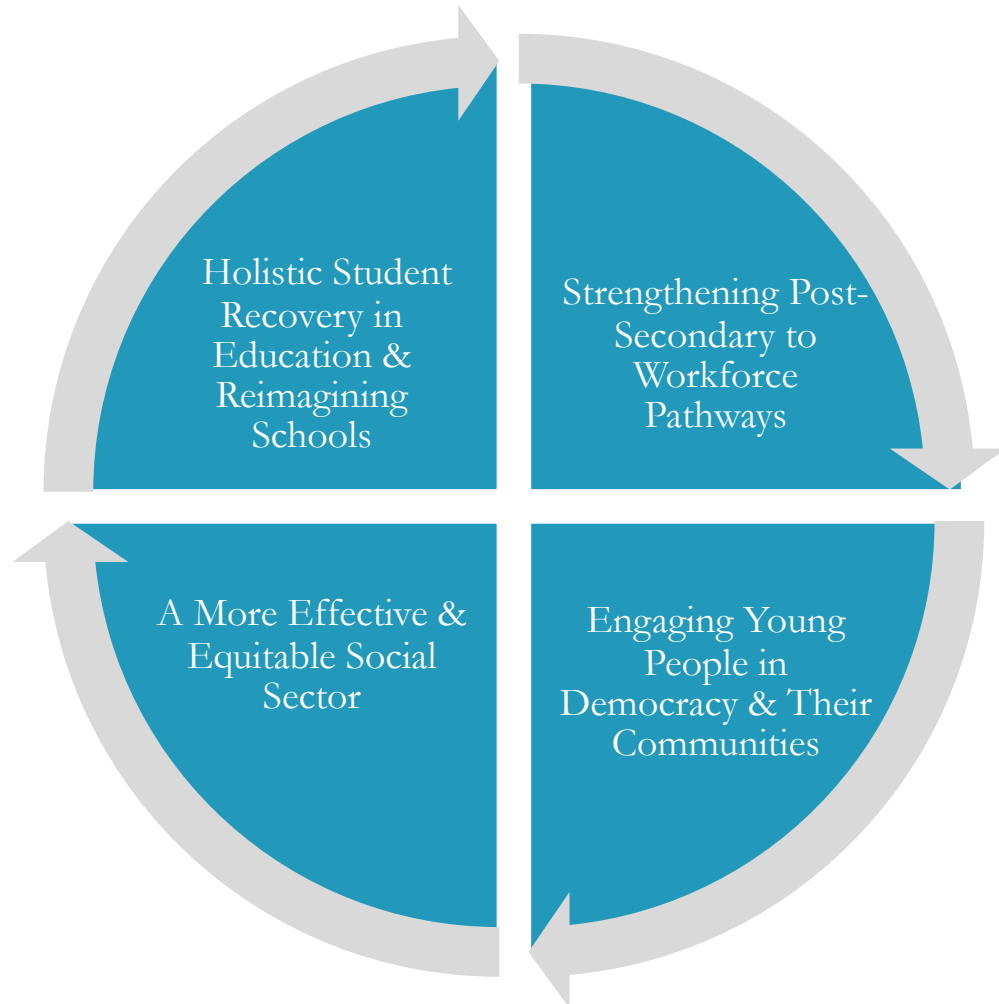 Holistic Student
Recovery in
Education &
Reimagining
Schools
Strengthening Post-
Secondary to
Workforce
Pathways
A More Effective &
Equitable Social
Sector
Engaging Young
People in
Democracy & Their
Communities